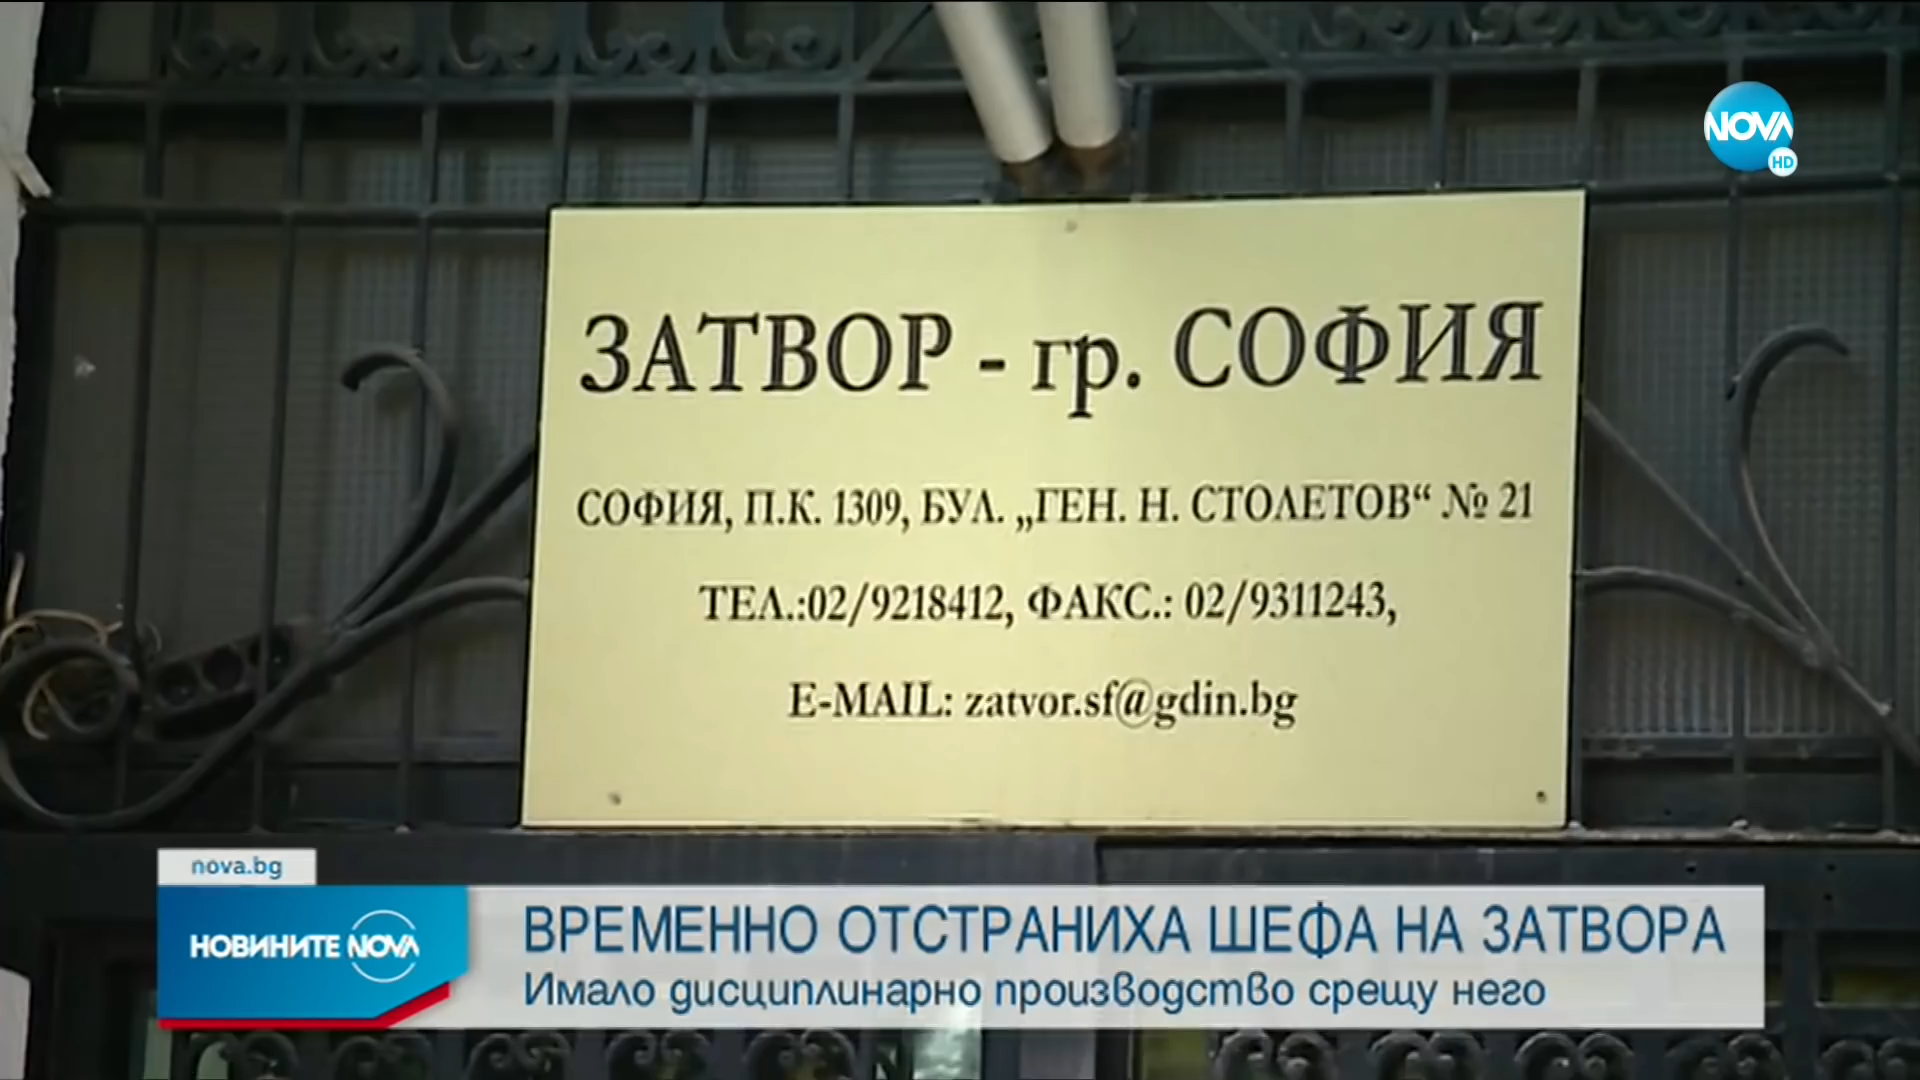 NOVA
HD
ЗАТВОР - гр. СОФИЯ
СОФИЯ, П.К. 1309, БУЛ. „ГЕН. Н. СТОЛЕТОВ“ № 21
ТЕЛ.:02/9218412, ФАКС.: 02/9311243,
E-MAIL: zatvor.sf@gdin.bg
nova.bg
НОВИНИТЕ NOVA
ВРЕМЕННО ОТСТРАНИХА ШЕФА НА ЗАТВОРА
Имало дисциплинарно производство срещу него